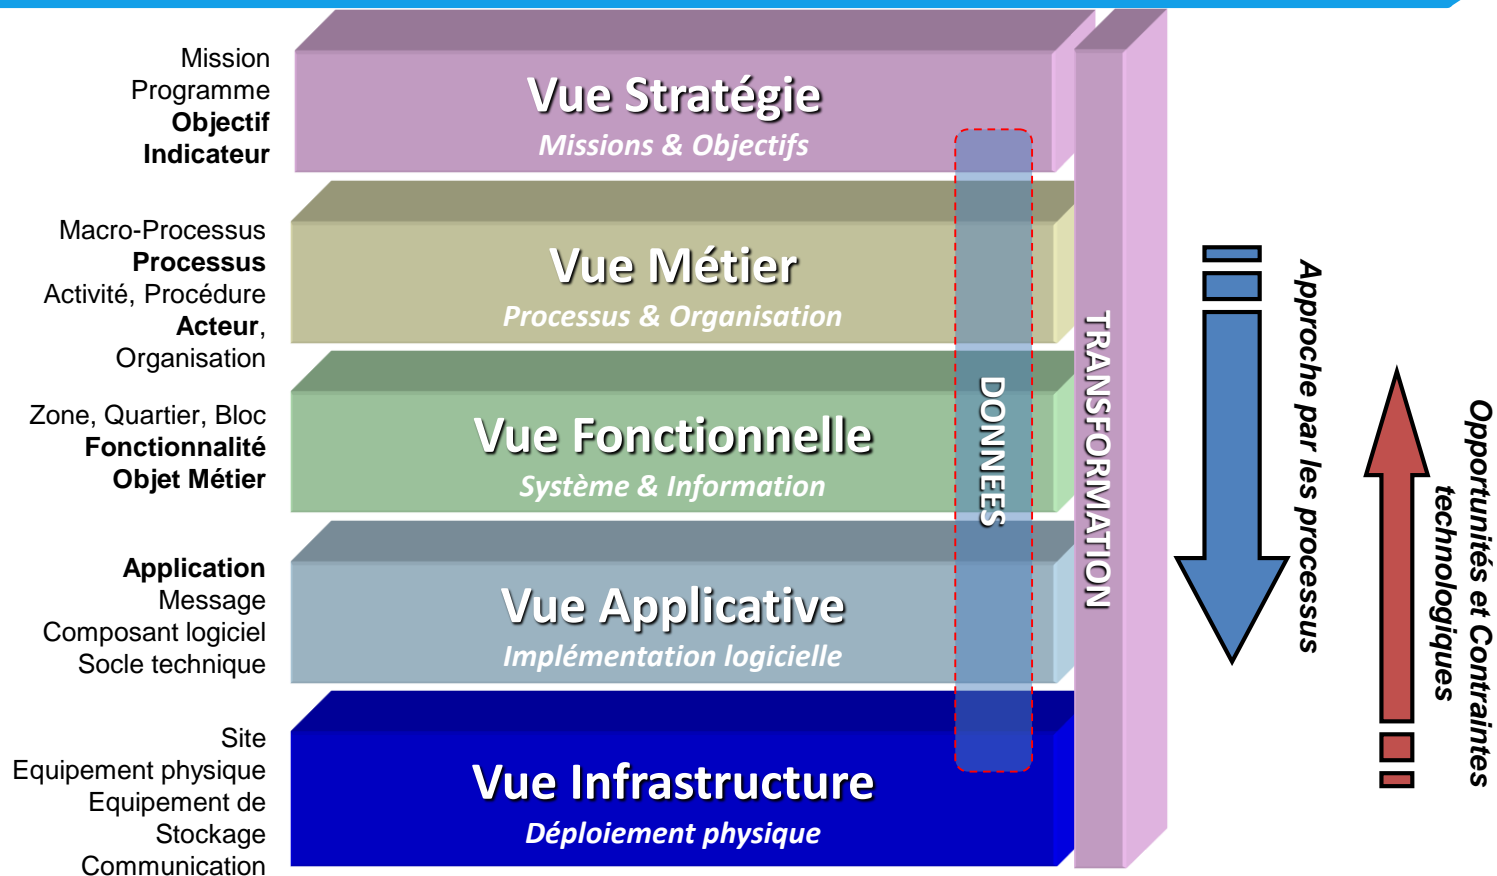 Mission
Programme
Objectif
Indicateur
Vue Stratégie
Missions & Objectifs
Macro-Processus
Processus
Activité, Procédure
Acteur,
Organisation
Vue Métier
Processus & Organisation
Zone, Quartier, Bloc
Fonctionnalité
Objet Métier
Vue Fonctionnelle
Système & Information
Application
Message
Composant logiciel
Socle technique
Vue Applicative
Implémentation logicielle
Site
Equipement physique
Equipement de
Stockage
Communication
Vue Infrastructure
Déploiement physique
DONNEES
TRANSFORMATION
Approche par les processus
Opportunités et Contraintes
technologiques